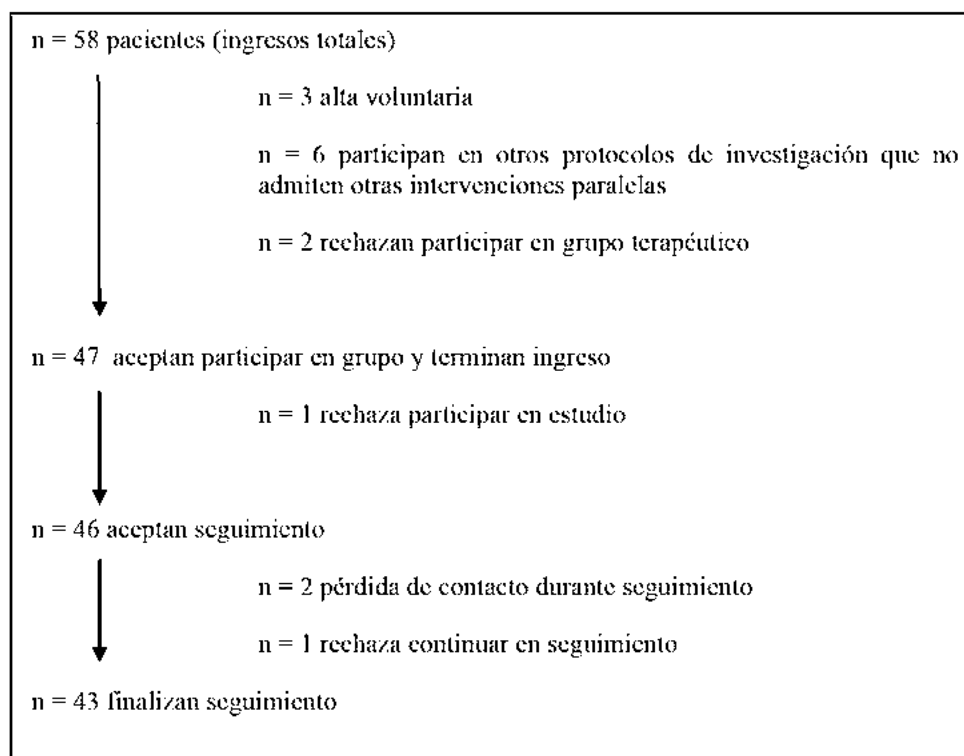 n = 58 pacientes (ingresos totales)
n = 3 alta voluntaria
n = 6 participan en otros protocolos de investigación que no
admiten otras intervenciones paralelas
n = 2 rechazan participar en grupo terapéutico
n = 47 aceptan participar en grupo y terminan ingreso
n = 1 rechaza participar en estudio
n = 46 aceptan seguimiento
n = 2 pérdida de contacto durante seguimiento
n = 1 rechaza continuar en seguimiento
n = 43 finalizan seguimiento